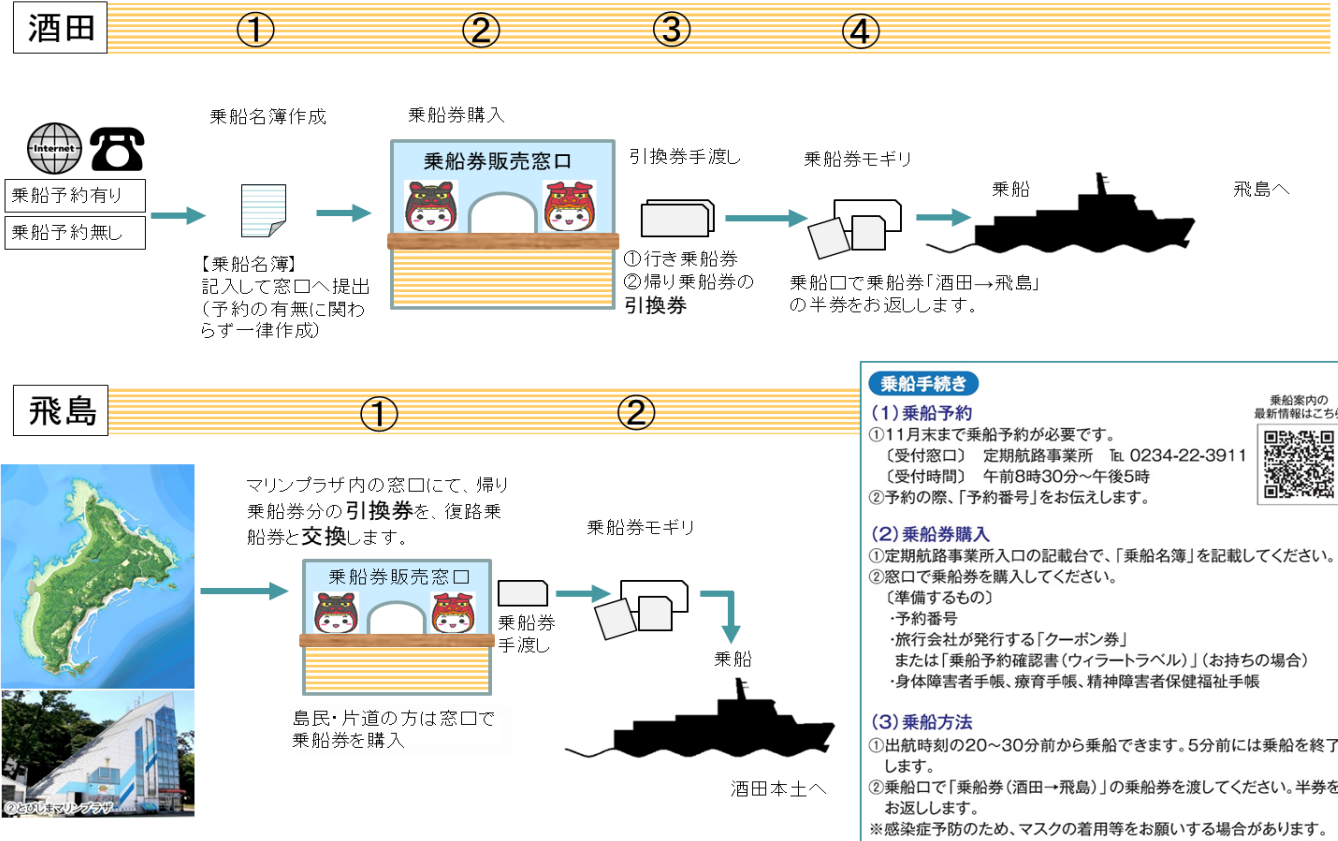 酒田
①
②
③
④
Internet
乗船予約有り
乗船予約無し
乗船名簿作成
【乗船名簿】
記入して窓口へ提出
(予約の有無に関わ
らず一律作成)
乗船券購入
乗船券販売窓口
引換券手渡し
①行き乗船券
②帰り乗船券の
引換券
乗船券モギリ
乗船口で乗船券「酒田→飛島」
の半券をお返しします。
乗船
飛島へ
飛島
①
②
マリンプラザ内の窓口にて、帰り
乗船券分の引換券を、復路乗
船券と交換します。
乗船券販売窓口
島民・片道の方は窓口で
乗船券を購入
乗船券
手渡し
乗船券モギリ
乗船
酒田本土へ
②とびしまマリンプラザ
乗船手続き
乗船案内の
最新情報はこちら
(1)乗船予約
①11月末まで乗船予約が必要です。
〔受付窓口〕 定期航路事業所 ℡ 0234-22-3911
〔受付時間〕 午前8時30分~午後5時
②予約の際、「予約番号」をお伝えします。
(2)乗船券購入
①定期航路事業所入口の記載台で、「乗船名簿」を記載してください。
②窓口で乗船券を購入してください。
〔準備するもの〕
・予約番号
・旅行会社が発行する「クーポン券」
または「乗船予約確認書(ウィラートラベル)」(お持ちの場合)
・身体障害者手帳、療育手帳、精神障害者保健福祉手帳
(3)乗船方法
①出航時刻の20~30分前から乗船できます。5分前には乗船を終了
します。
②乗船口で「乗船券(酒田→飛島)」の乗船券を渡してください。半券を
お返しします。
※感染症予防のため、マスクの着用等をお願いする場合があります。